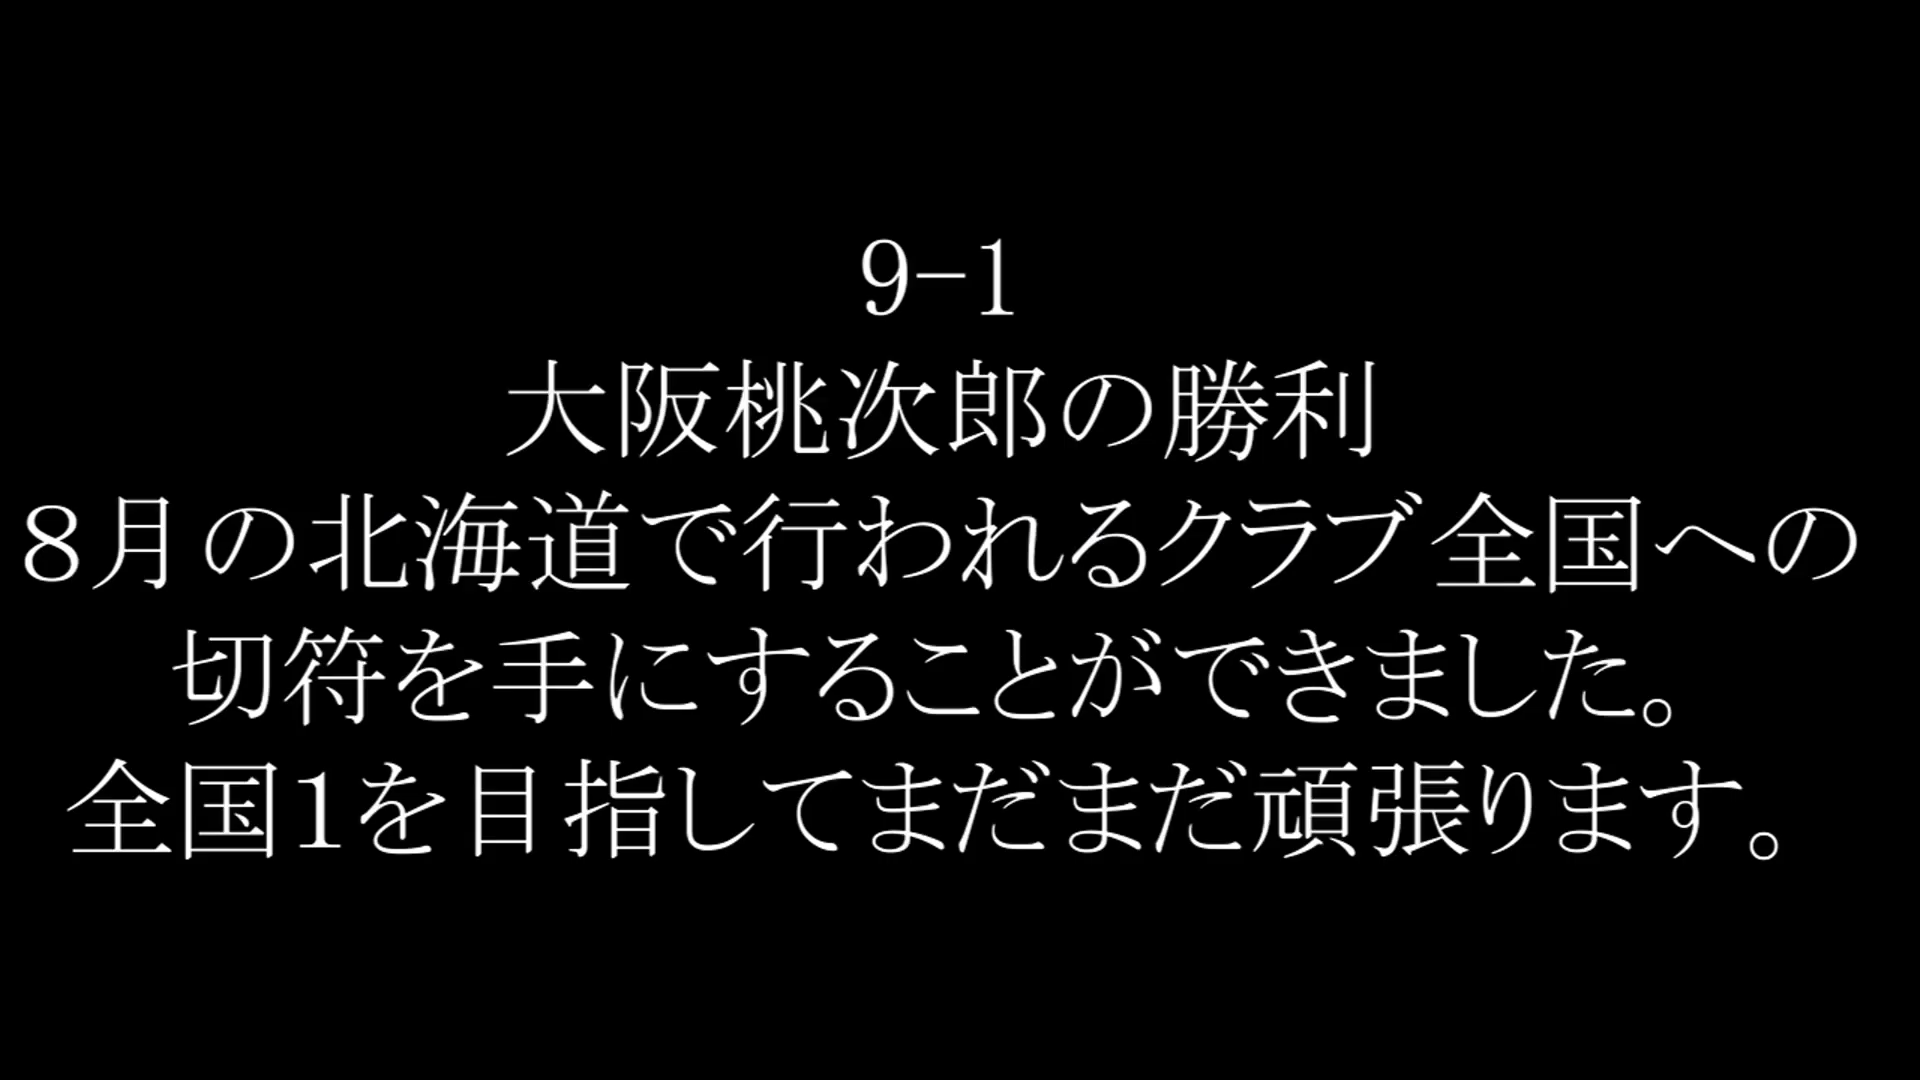 9-1
大阪桃次郎の勝利
8月の北海道で行われるクラブ全国への
切符を手にすることができました。
全国1を目指してまだまだ頑張ります。